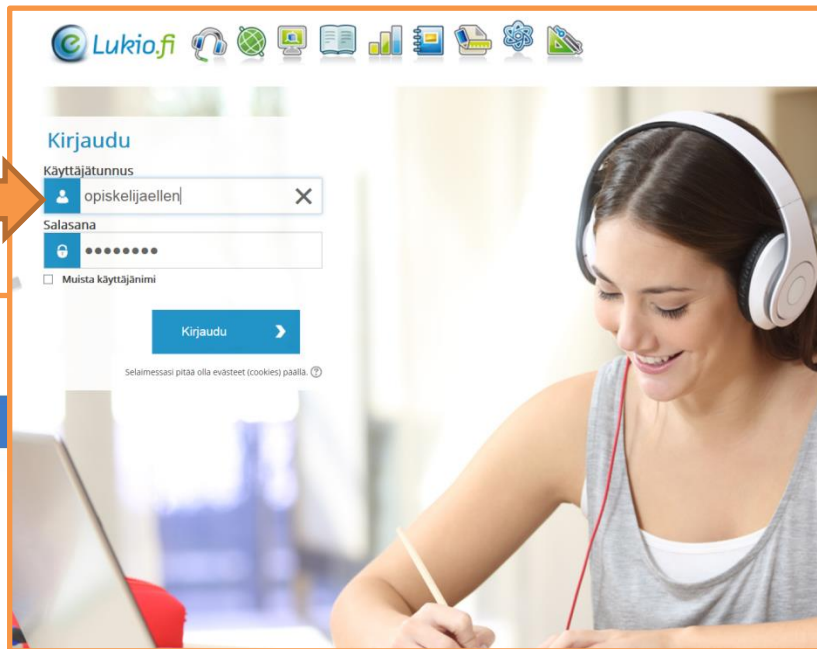 e Lukio.fi
Kirjaudu
Käyttäjätunnus
opiskelijaellen
Salasana
Muista käyttäjänimi
Kirjaudu
Selaimessasi pitää olla evästeet (cookies) päällä. ?